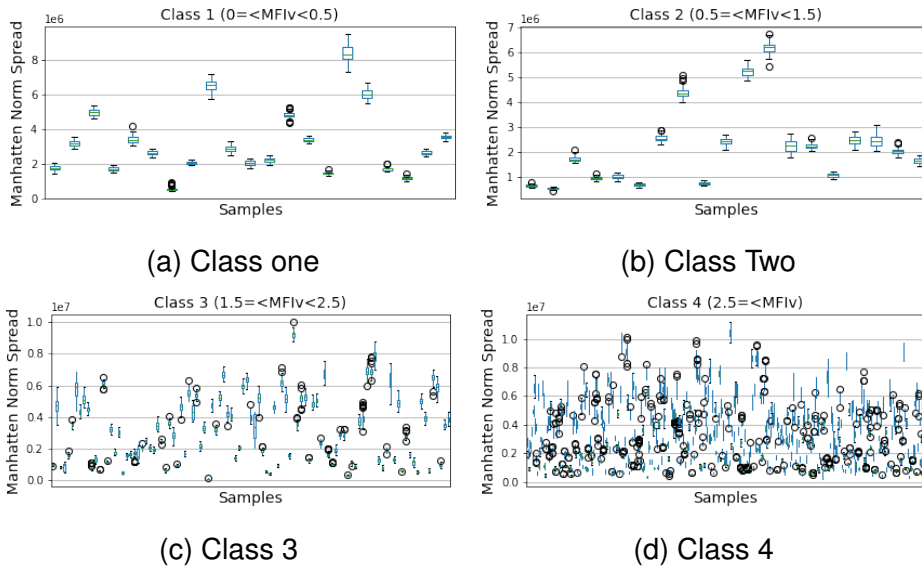 Class 1 (0=<MFIv<0.5)
1e6
Manhatten Norm Spread
8
6
4
2
0
Samples
(a) Class one
Class 2 (0.5=<MFIv<1.5)
1e6
Manhatten Norm Spread
7
6
5
4
3
2
1
Samples
(b) Class Two
Class 3 (1.5=<MFIv<2.5)
1e7
Manhatten Norm Spread
1.0
0.8
0.6
0.4
0.2
0.0
Samples
(c) Class 3
Class 4 (2.5=<MFIv)
1e7
Manhatten Norm Spread
1.0
0.8
0.6
0.4
0.2
0.0
Samples
(d) Class 4